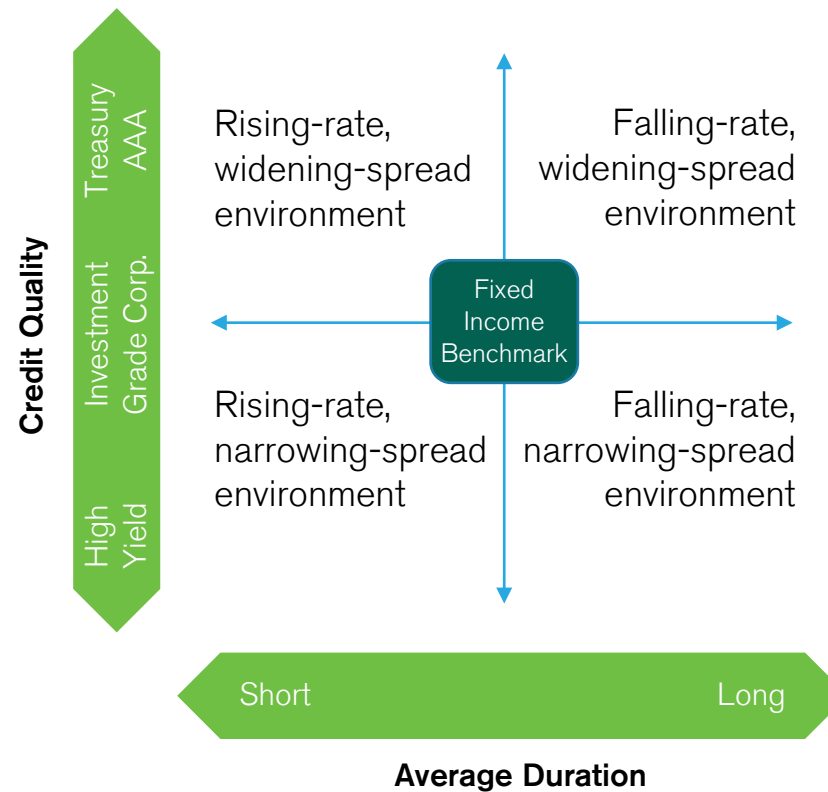 Credit Quality
Treasury
AAA
Investment
Grade Corp.
High
Yield
Rising-rate,
widening-spread
environment
Falling-rate,
widening-spread
environment
Fixed
Income
Benchmark
Rising-rate,
narrowing-spread
environment
Falling-rate,
narrowing-spread
environment
Short
Long
Average Duration